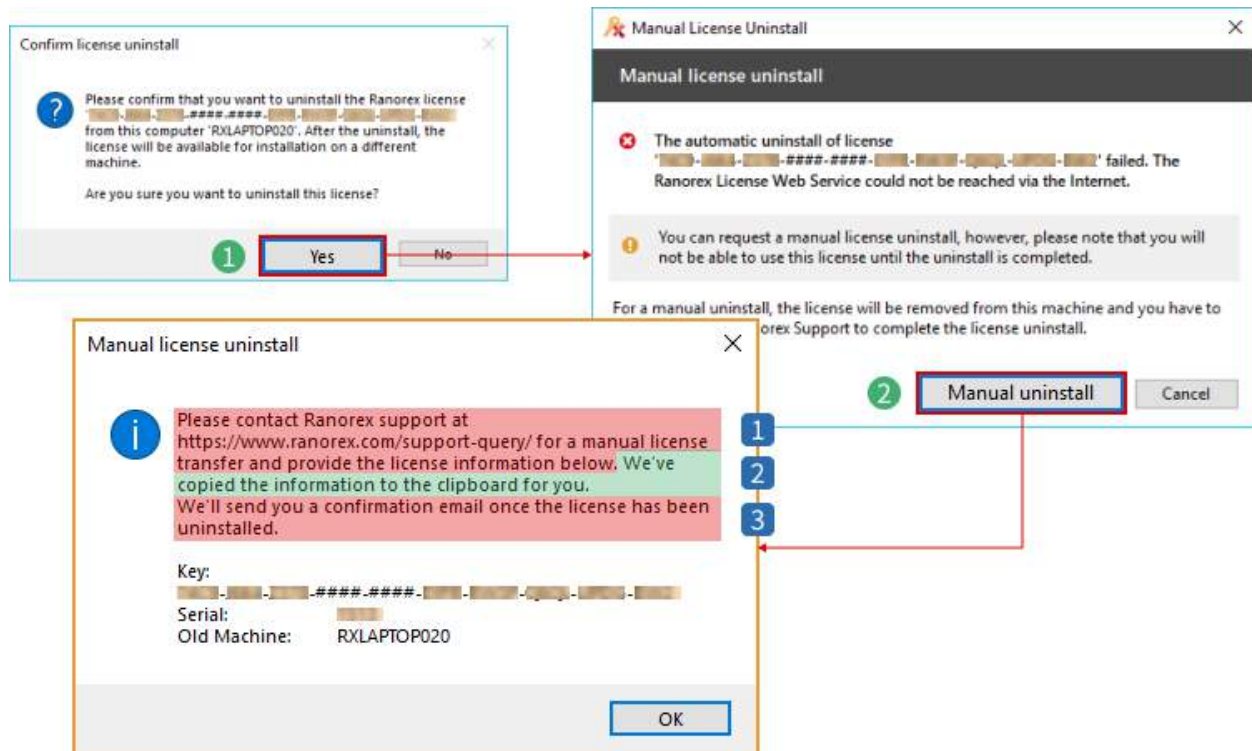 Confirm license uninstall
Please confirm that you want to uninstall the Ranorex license
-####-####-
from this computer 'RXLAPTOP020'. After the uninstall, the
license will be available for installation on a different
machine.
Are you sure you want to uninstall this license?
1
Yes
No
Manual License Uninstall
Manual license uninstall
The automatic uninstall of license
-####-####- ' failed. The
Ranorex License Web Service could not be reached via the Internet.
You can request a manual license uninstall, however, please note that you will
not be able to use this license until the uninstall is completed.
For a manual uninstall, the license will be removed from this machine and you have to
orex Support to complete the license uninstall.
2
Manual uninstall
Cancel
Manual license uninstall
Please contact Ranorex support at
https://www.ranorex.com/support-query/ for a manual license
transfer and provide the license information below. We've
copied the information to the clipboard for you.
We'll send you a confirmation email once the license has been
uninstalled.
1
2
3
Key:
-####-####-
Serial:
Old Machine: RXLAPTOP020
OK